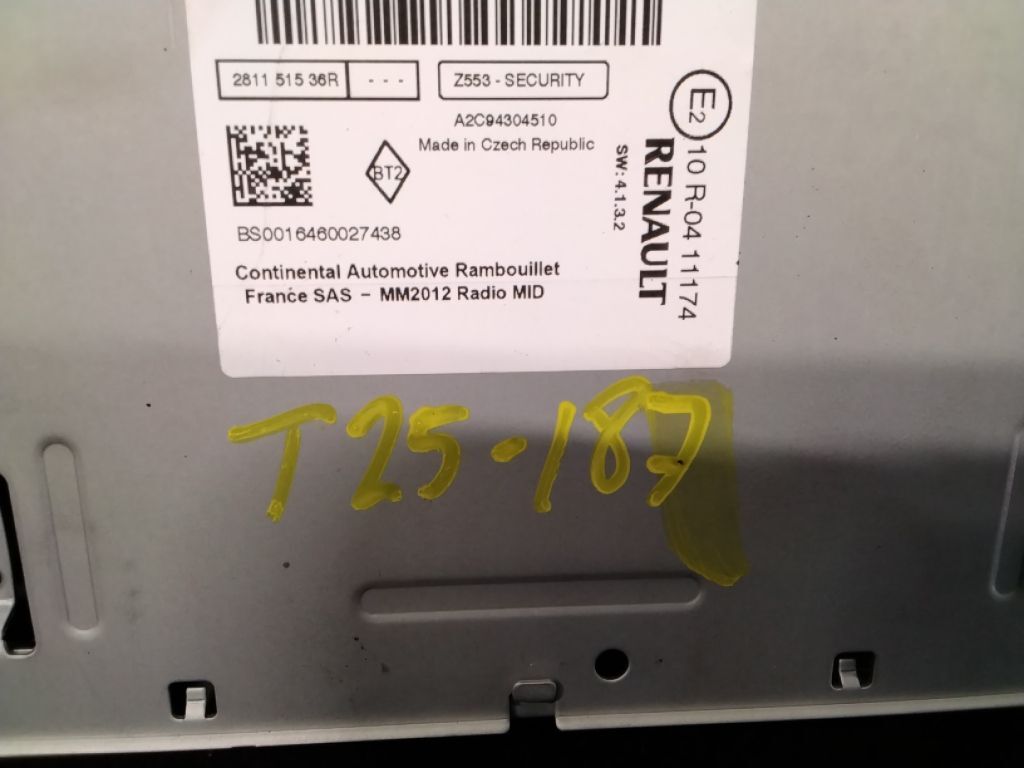 2811 515 36R - - -
Z553 - SECURITY
A2C94304510
Made in Czech Republic
BT2
BS0016460027438
Continental Automotive Rambouillet
France SAS - MM2012 Radio MID
SW: 4.1.3.2
RENAULT
E2 10 R-04 11174
T25-187